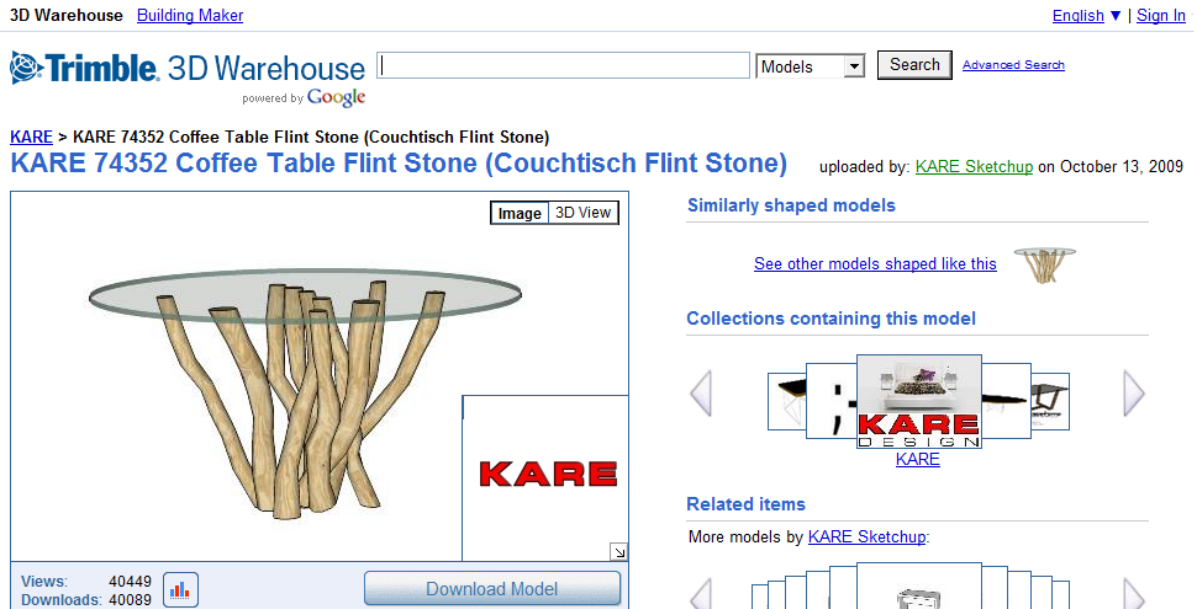 3D Warehouse Building Maker English ▼ | Sign In
Trimble. 3D Warehouse Models Search Advanced Search
powered by Google
KARE > KARE 74352 Coffee Table Flint Stone (Couchtisch Flint Stone)
KARE 74352 Coffee Table Flint Stone (Couchtisch Flint Stone) uploaded by: KARE Sketchup on October 13, 2009
Image 3D View
Similarly shaped models
See other models shaped like this
Collections containing this model
;-
KARE
DESIGN
KARE
KARE
Related items
More models by KARE Sketchup:
Views: 40449
Downloads: 40089
Download Model